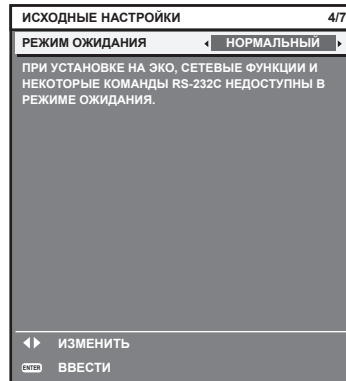 ИСХОДНЫЕ НАСТРОЙКИ 4/7
РЕЖИМ ОЖИДАНИЯ НОРМАЛЬНЫЙ
ПРИ УСТАНОВКЕ НА ЭКО, СЕТЕВЫЕ ФУНКЦИИ И
НЕКОТОРЫЕ КОМАНДЫ RS-232C НЕДОСТУПНЫ В
РЕЖИМЕ ОЖИДАНИЯ.
ИЗМЕНИТЬ
ENTER ВВЕСТИ